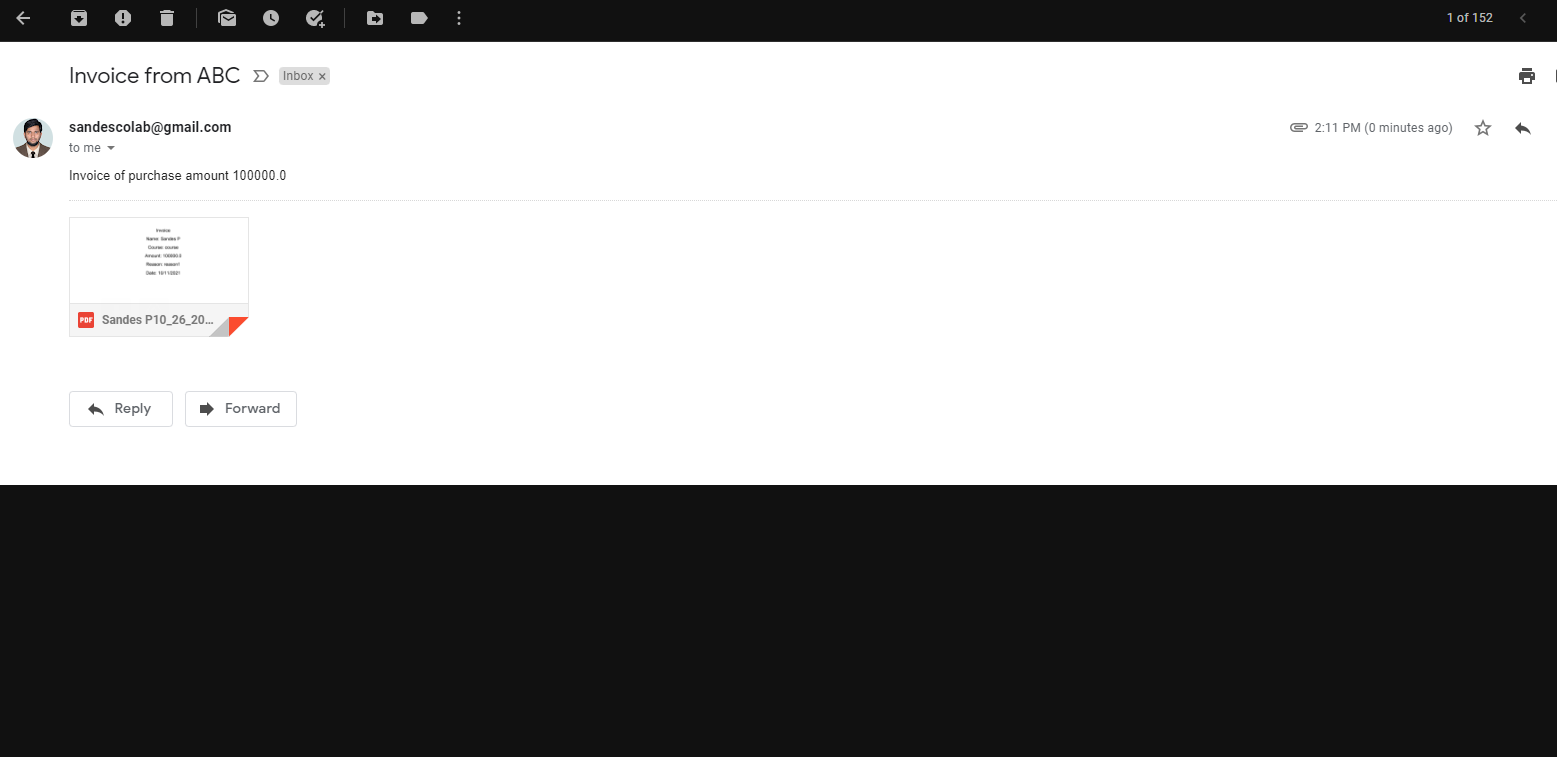 1 of 152
Invoice from ABC
Inbox x
sandescolab@gmail.com
2:11 PM (0 minutes ago)
to me
Invoice of purchase amount 100000.0
Invoice
Name: Sandes P
Course: course
Amount: 100000.0
Reason: reason1
Date: 10/11/2021
PDF
Sandes P10_26_20...
Reply
Forward